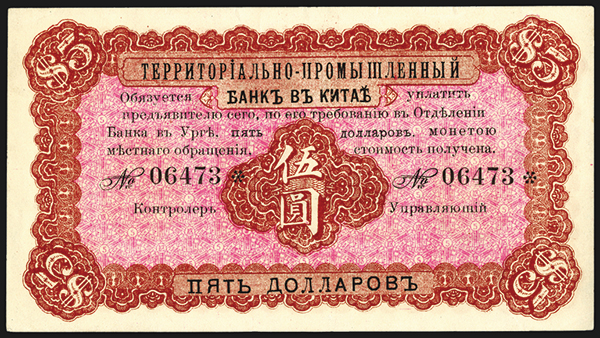 $5
$5
ТЕРРИТОРІАЛЬНО-ПРОМЫШЛЕННЫЙ
БАНКЪ ВЪ КИТАѢ
Обязуется уплатить
предъявителю сего, по его требованію въ Отдѣленіи
Банка въ Ургѣ, пять долларовъ, монетою
мѣстнаго обращенія, стоимость получена.
伍圓
№ 06473 *
№ 06473 *
Контролеръ
Управляющій
$5
$5
ПЯТЬ ДОЛЛАРОВЪ